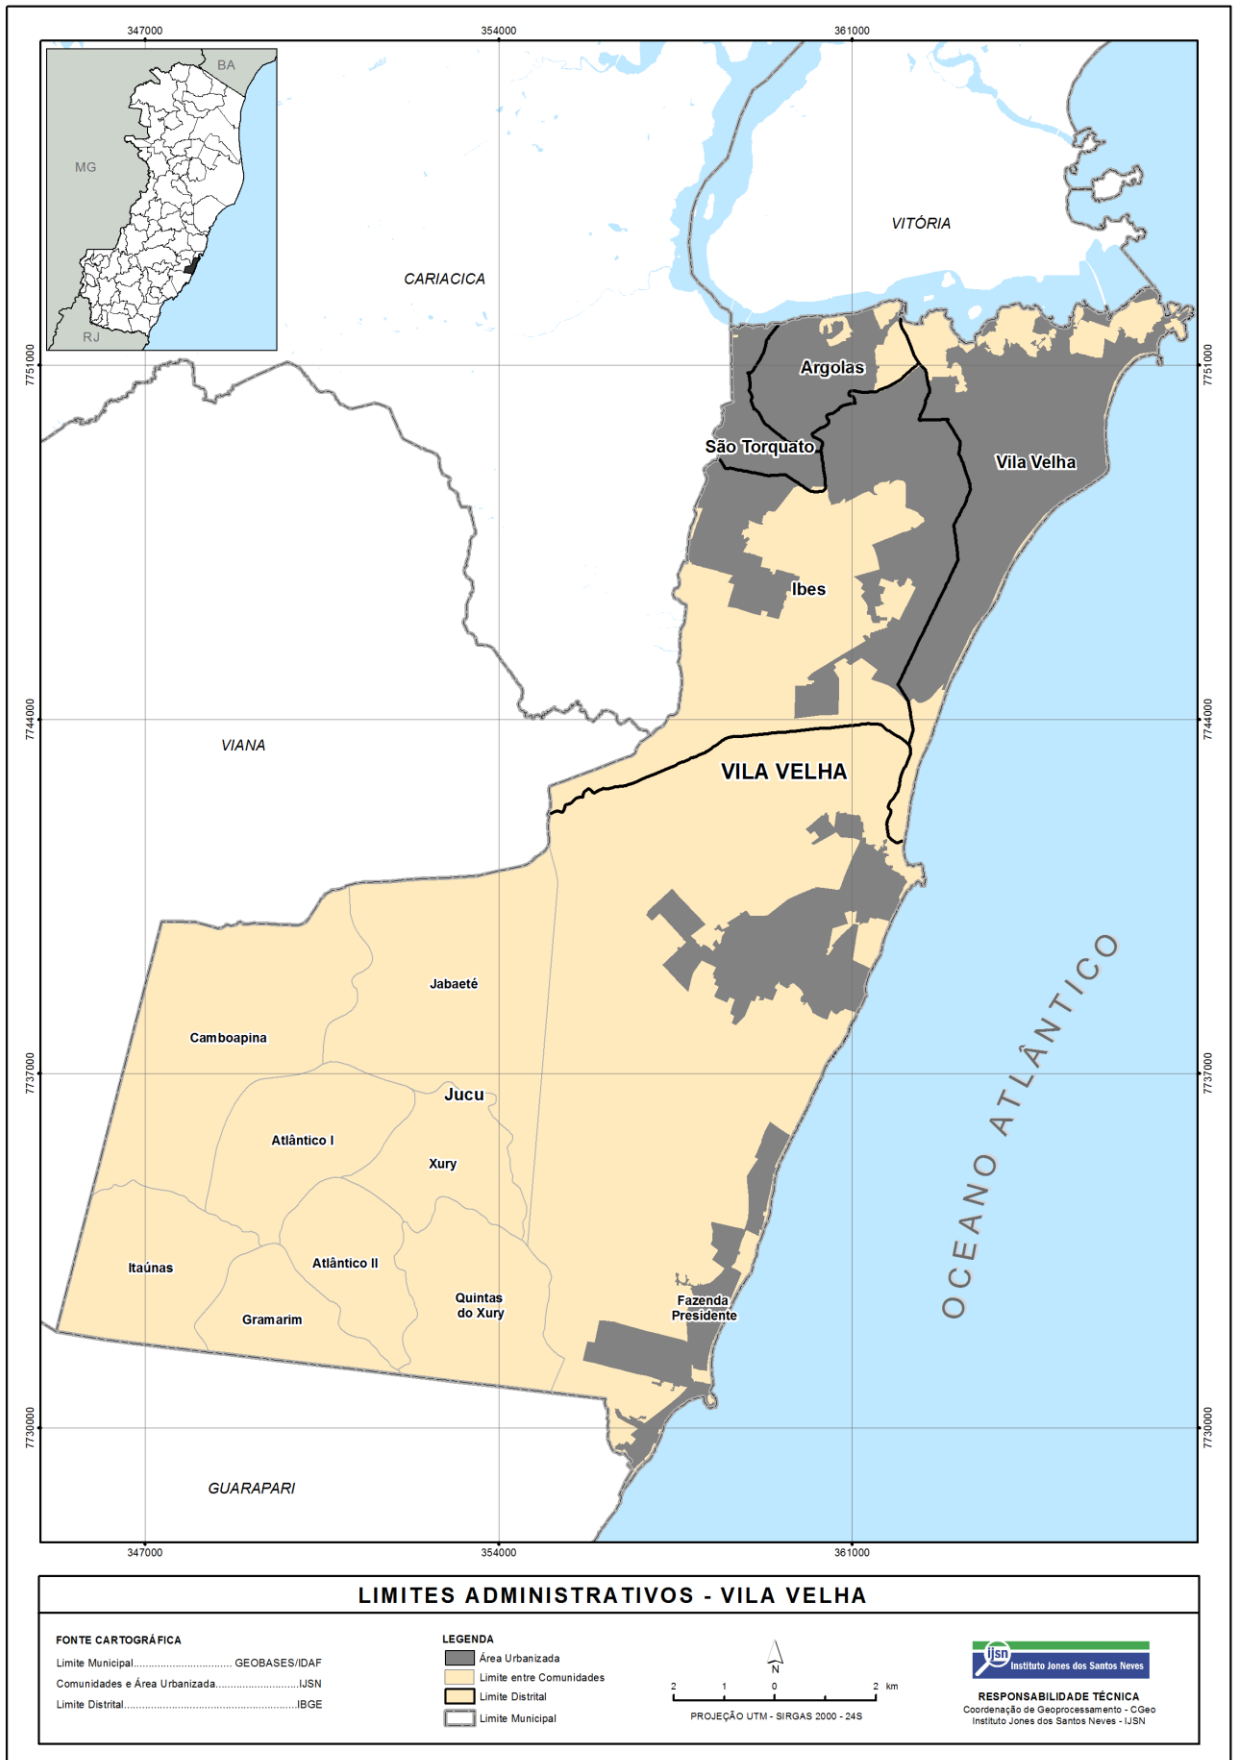 347000
354000
361000
BA
MG
RJ
VITÓRIA
CARIACICA
7751000
7751000
Argolas
São Torquato
Vila Velha
Ibes
7744000
7744000
VIANA
VILA VELHA
OCEANO ATLÂNTICO
Jabaeté
Camboapina
7737000
7737000
Jucu
Atlântico I
Xury
Itaúnas
Atlântico II
Gramarim
Quintas
do Xury
Fazenda
Presidente
7730000
7730000
GUARAPARI
347000
354000
361000
LIMITES ADMINISTRATIVOS - VILA VELHA
FONTE CARTOGRÁFICA
Limite Municipal............................... GEOBASES/IDAF
Comunidades e Área Urbanizada..........................IJSN
Limite Distrital.......................................................IBGE
LEGENDA
Área Urbanizada
Limite entre Comunidades
Limite Distrital
Limite Municipal
N
2 1 0 2 km
PROJEÇÃO UTM - SIRGAS 2000 - 24S
ijsn
Instituto Jones dos Santos Neves
RESPONSABILIDADE TÉCNICA
Coordenação de Geoprocessamento - CGeo
Instituto Jones dos Santos Neves - IJSN